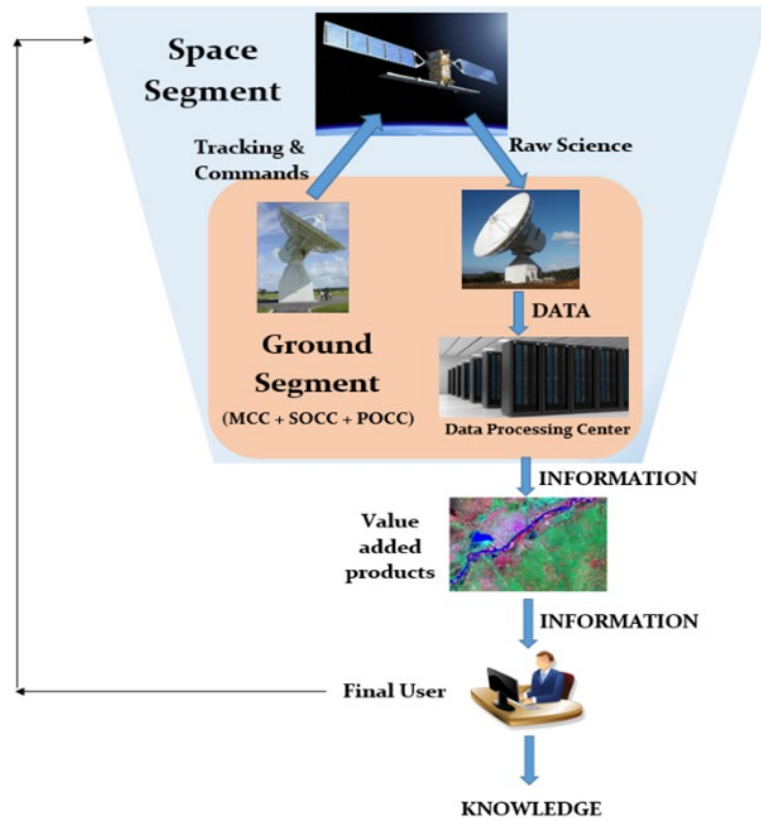 Space
Segment
Tracking &
Commands
Raw Science
DATA
Ground
Segment
(MCC + SOCC + POCC)
Data Processing Center
INFORMATION
Value
added
products
INFORMATION
Final User
KNOWLEDGE